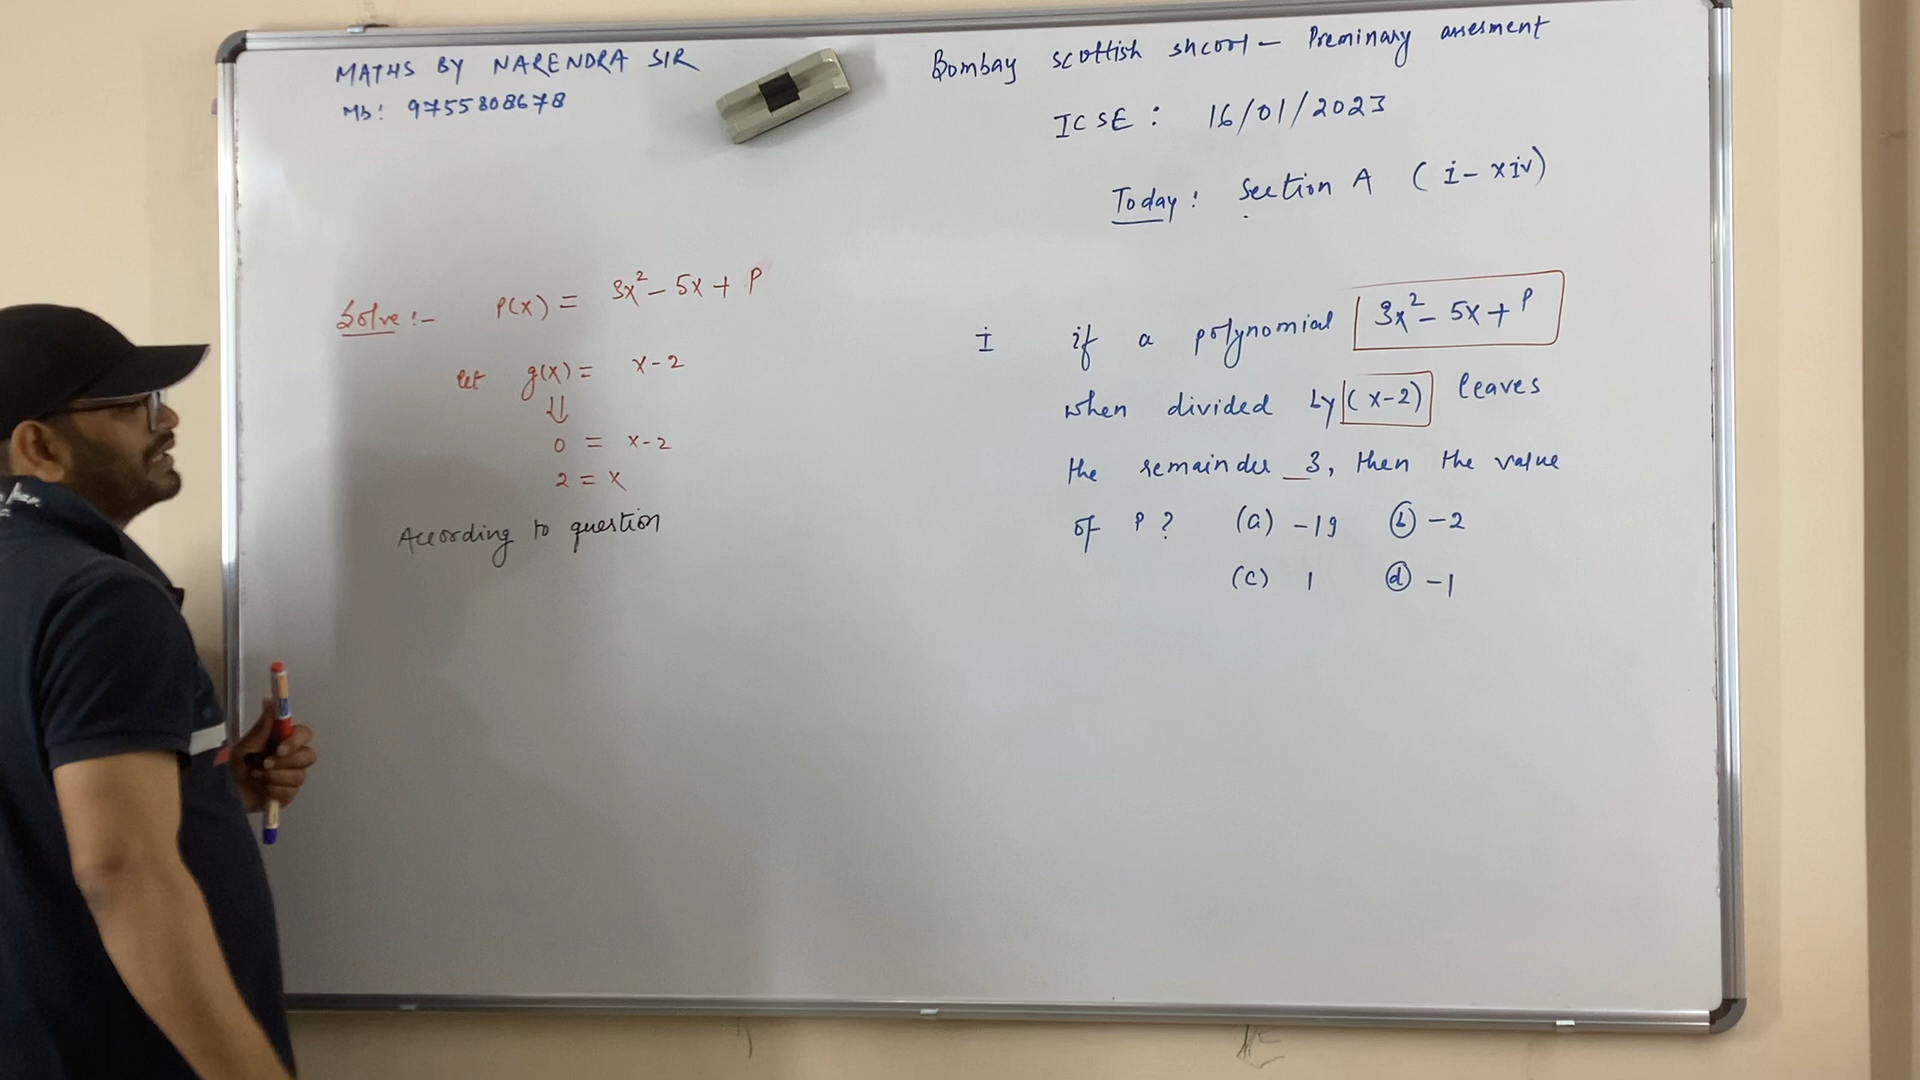 MATHS BY NARENDRA SIR
Mb: 9755808678
Bombay scottish shcool - Preminary assesment
ICSE: 16/01/2023
Today: Section A (i - xiv)
Solve :- P(x) = 3x² - 5x + P
let g(x) = x-2
⇓
0 = x-2
2 = x
According to question
I if a polynomial 3x² - 5x + P
when divided by (x-2) leaves
the remainder 3, then the value
of P? (a) -19 (b) -2
(c) 1 (d) -1